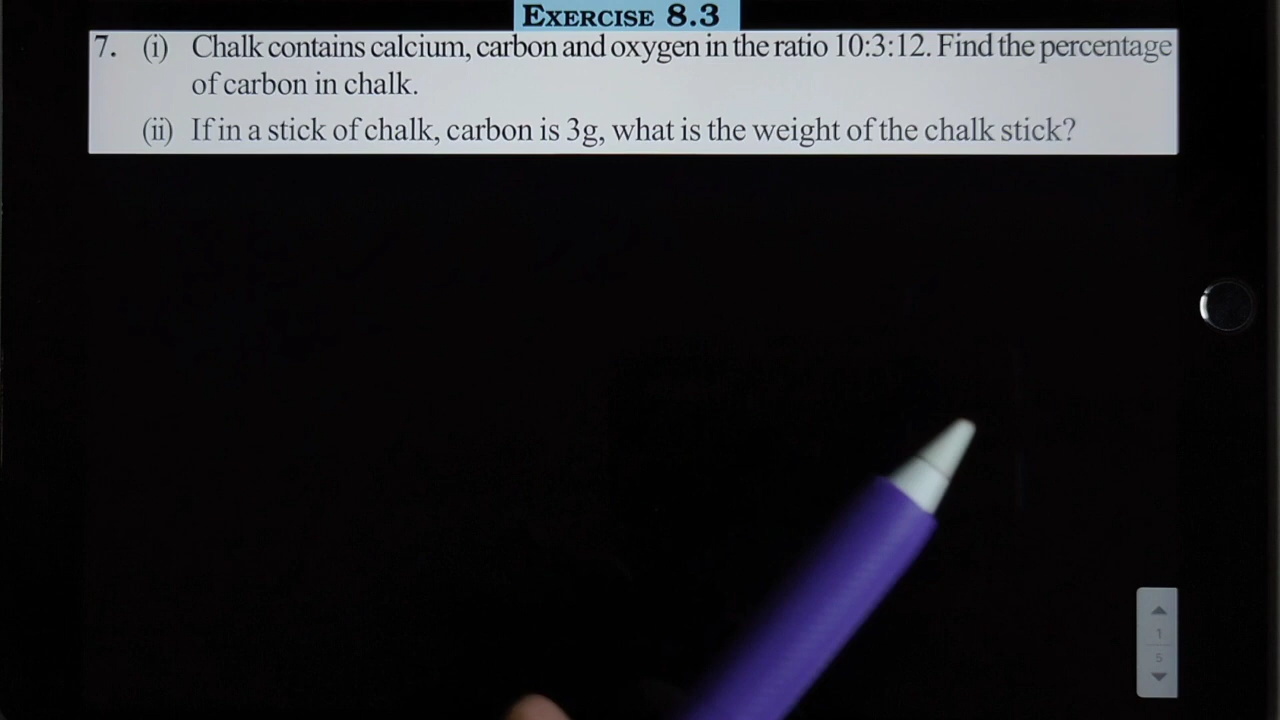 EXERCISE 8.3
7. (i) Chalk contains calcium, carbon and oxygen in the ratio 10:3:12. Find the percentage
of carbon in chalk.
(ii) If in a stick of chalk, carbon is 3g, what is the weight of the chalk stick?
1
5